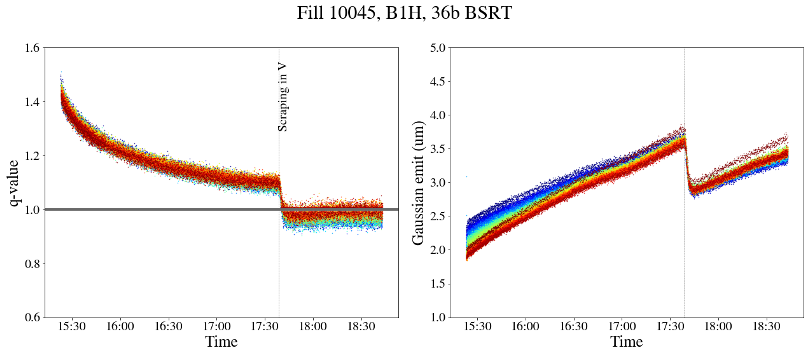 Fill 10045, B1H, 36b BSRT
1.6
1.4
1.2
1.0
0.8
0.6
q-value
Scraping in V
15:30 16:00 16:30 17:00 17:30 18:00 18:30
Time
5.0
4.5
4.0
3.5
3.0
2.5
2.0
1.5
1.0
Gaussian emit (um)
15:30 16:00 16:30 17:00 17:30 18:00 18:30
Time